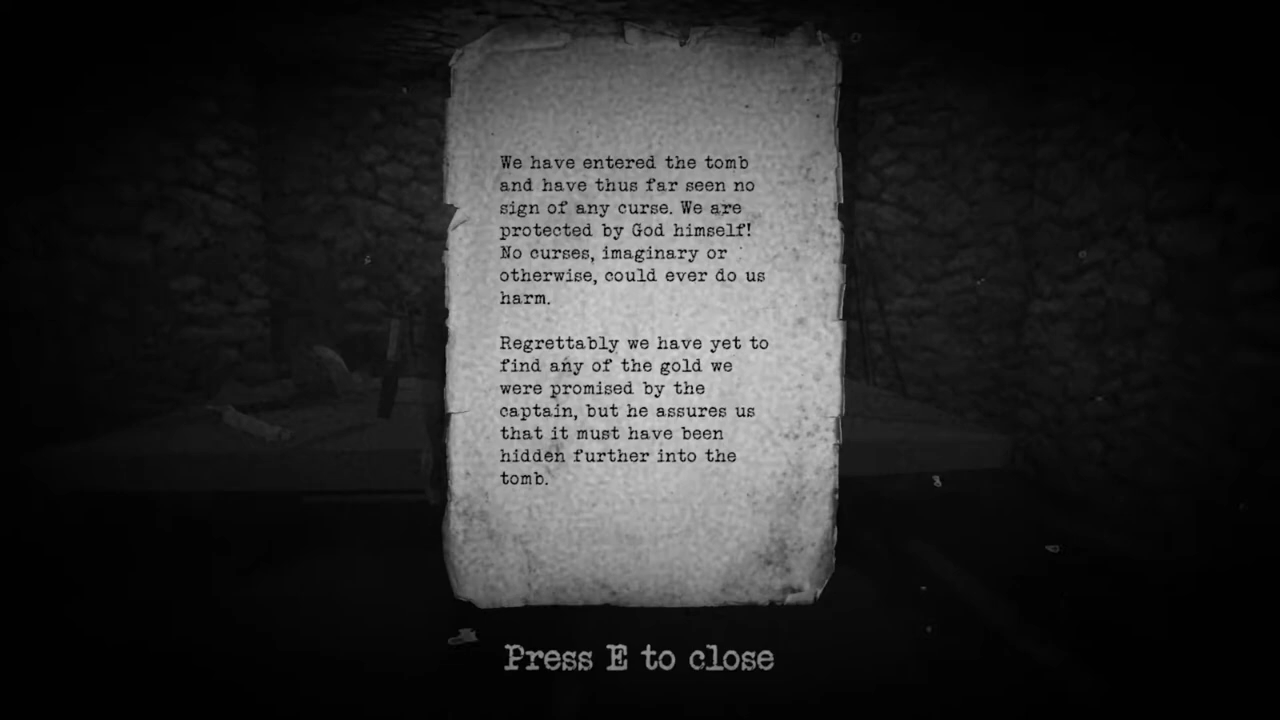 We have entered the tomb
and have thus far seen no
sign of any curse. We are
protected by God himself!
No curses, imaginary or
otherwise, could ever do us
harm.
Regrettably we have yet to
find any of the gold we
were promised by the
captain, but he assures us
that it must have been
hidden further into the
tomb.
Press E to close